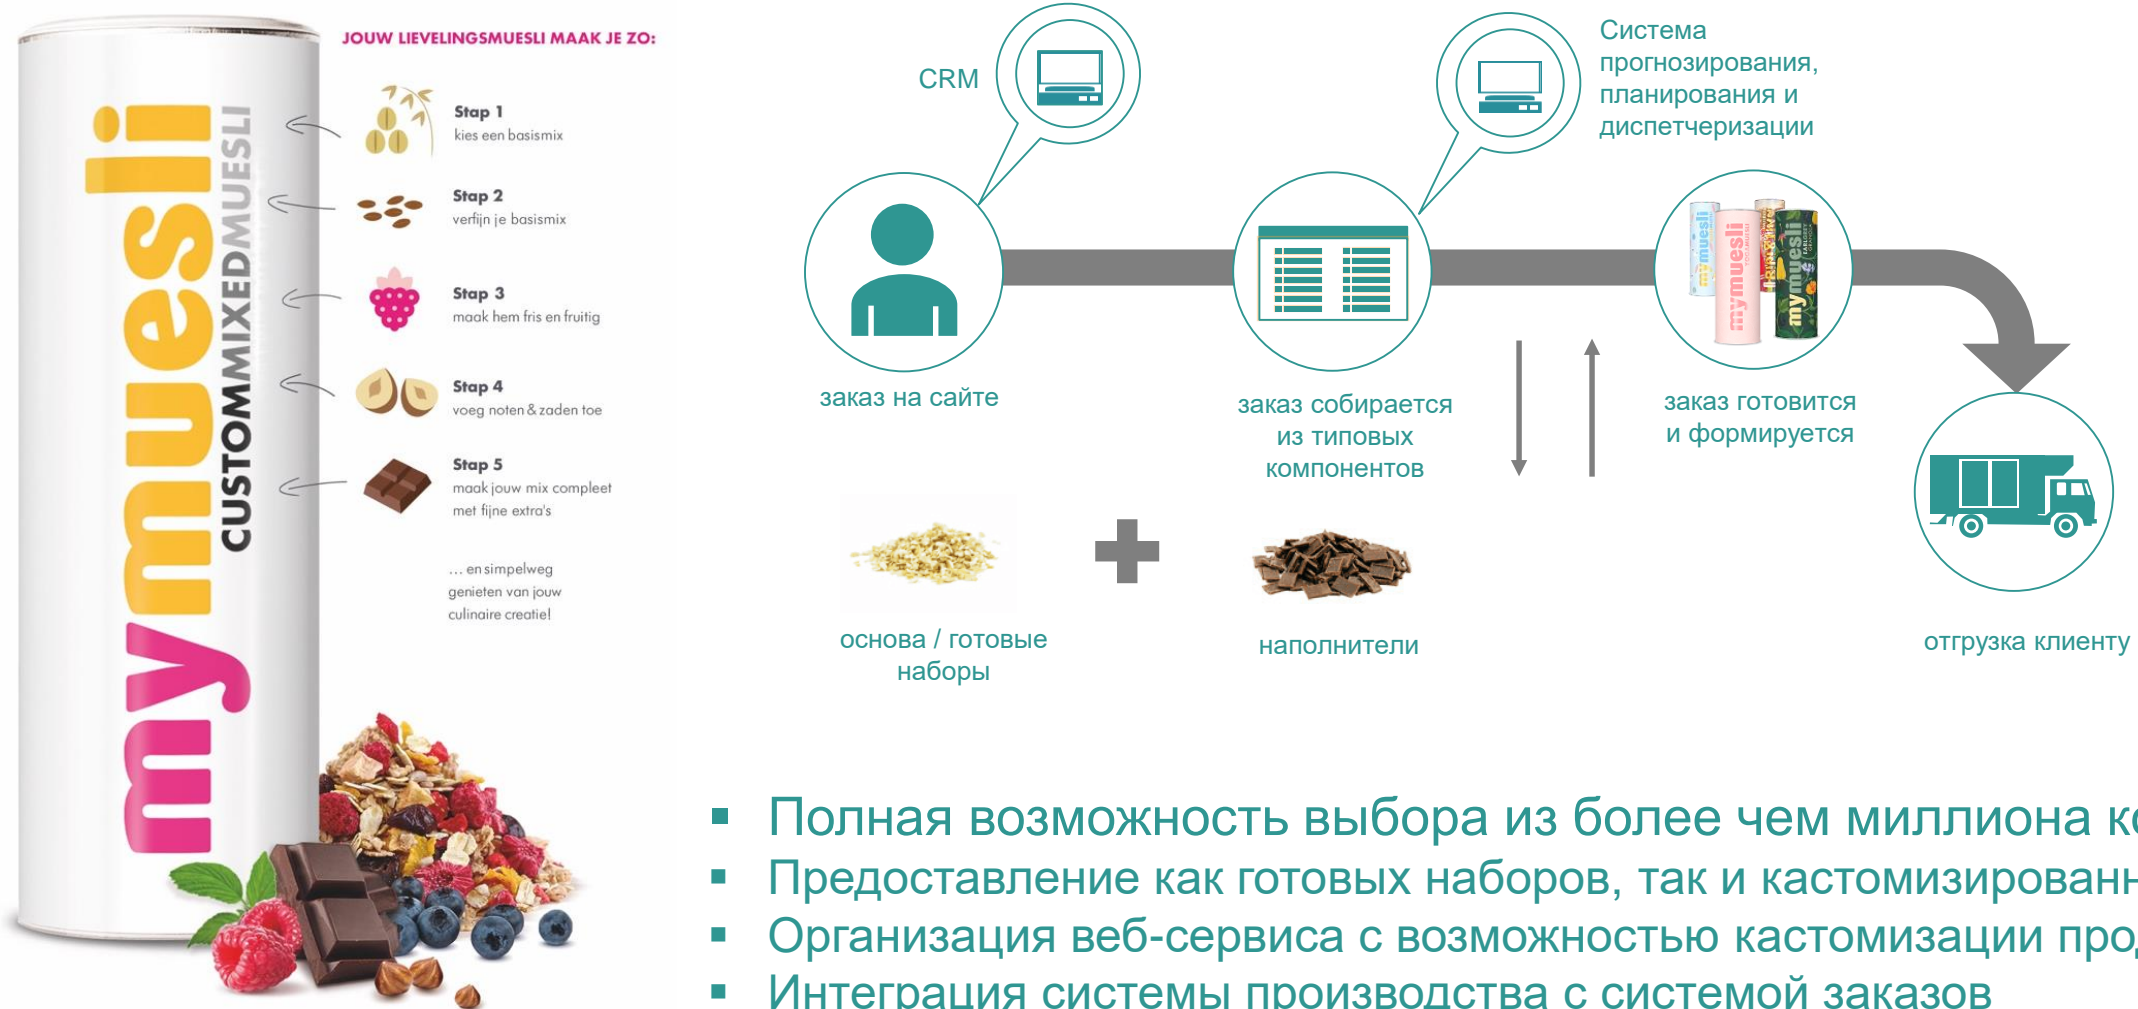 mymuesli
CUSTOMMIXEDMUESLI
JOUW LIEVELINGSMUESLI MAAK JE ZO:
Stap 1
kies een basismix
Stap 2
verfijn je basismix
Stap 3
maak hem fris en fruitig
Stap 4
voeg noten & zaden toe
Stap 5
maak jouw mix compleet
met fijne extra's
... en simpelweg
genieten van jouw
culinaire creatie!
CRM
Система
прогнозирования,
планирования и
диспетчеризации
mymuesli
mymuesli
mymuesli
заказ на сайте
заказ собирается
из типовых
компонентов
заказ готовится
и формируется
основа / готовые
наборы
наполнители
отгрузка клиенту
▪ Полная возможность выбора из более чем миллиона
▪ Предоставление как готовых наборов, так и
▪ Организация веб-сервиса с возможностью кастомизации
▪ Интеграция системы производства с системой заказов